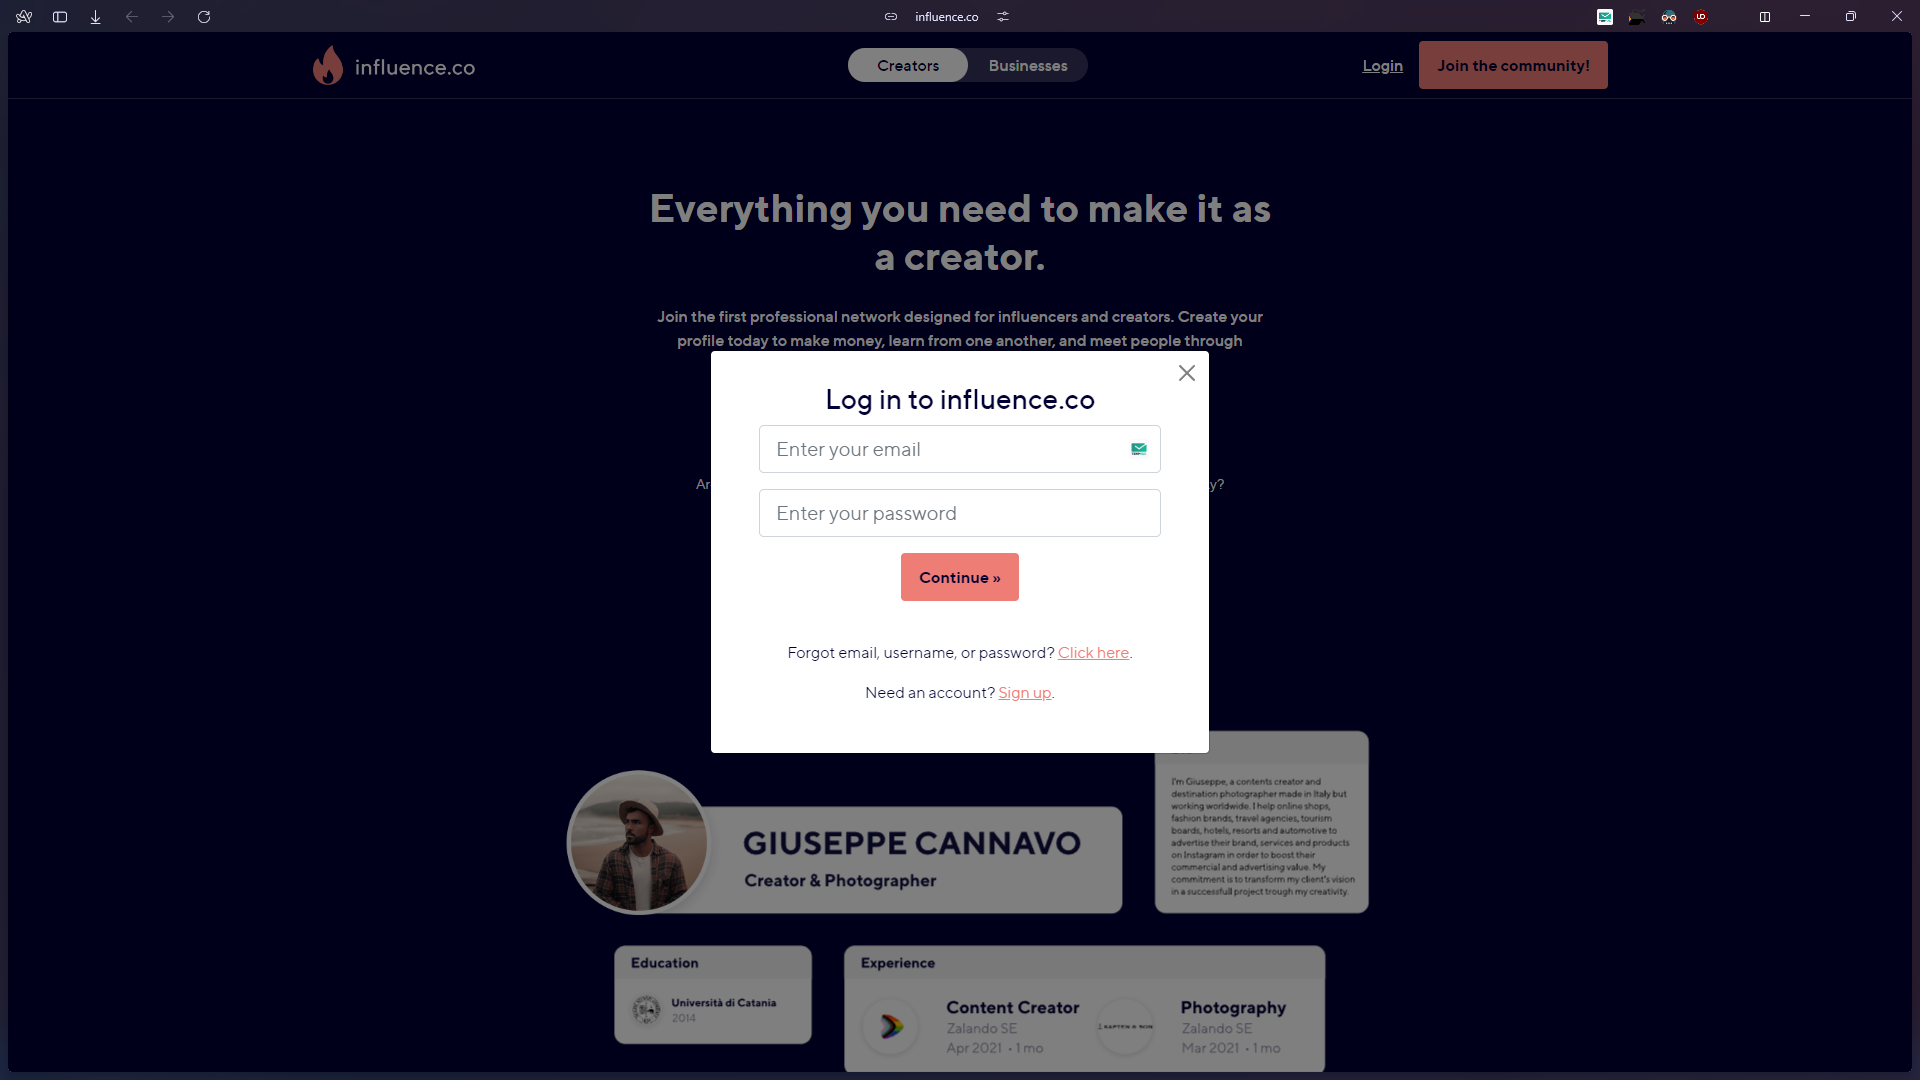 influence.co
influence.co
Creators
Businesses
Login
Join the community!
Everything you need to make it as
a creator.
Join the first professional network designed for influencers and creators. Create your
profile today to make money, learn from one another, and meet people through
Log in to influence.co
Enter your email
Ar
y?
Enter your password
Continue »
Forgot email, username, or password? Click here.
Need an account? Sign up.
I'm Giuseppe, a contents creator and
destination photographer made in Italy but
working worldwide. I help online shops,
fashion brands, travel agencies, tourism
boards, hotels, resorts and automotive to
advertise their brand, services and products
on Instagram in order to boost their
commercial and advertising value. My
commitment is to transform my client's vision
in a successfull project trough my creativity.
GIUSEPPE CANNAVO
Creator & Photographer
Education
Università di Catania
2014
Experience
Content Creator
Zalando SE
Apr 2021 • 1 mo
KAPTEN & SON
Photography
Zalando SE
Mar 2021 • 1 mo